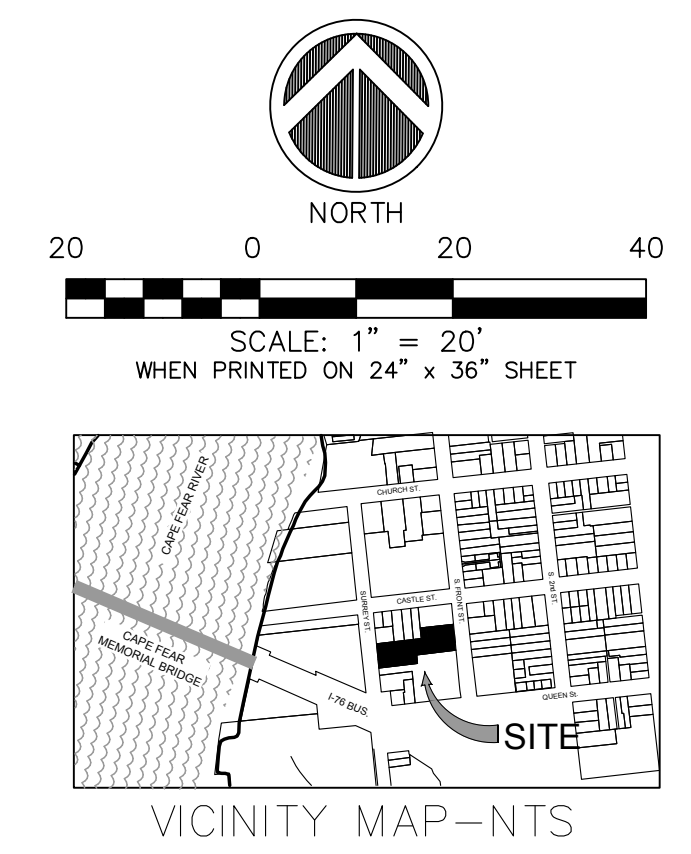 NORTH
20 0 20 40
SCALE: 1" = 20'
WHEN PRINTED ON 24" x 36" SHEET
CAPE FEAR RIVER
CHURCH ST.
SURREY ST.
CASTLE ST.
S. FRONT ST.
S. 2nd ST.
CAPE FEAR
MEMORIAL BRIDGE
I-76 BUS.
QUEEN St.
SITE
VICINITY MAP-NTS